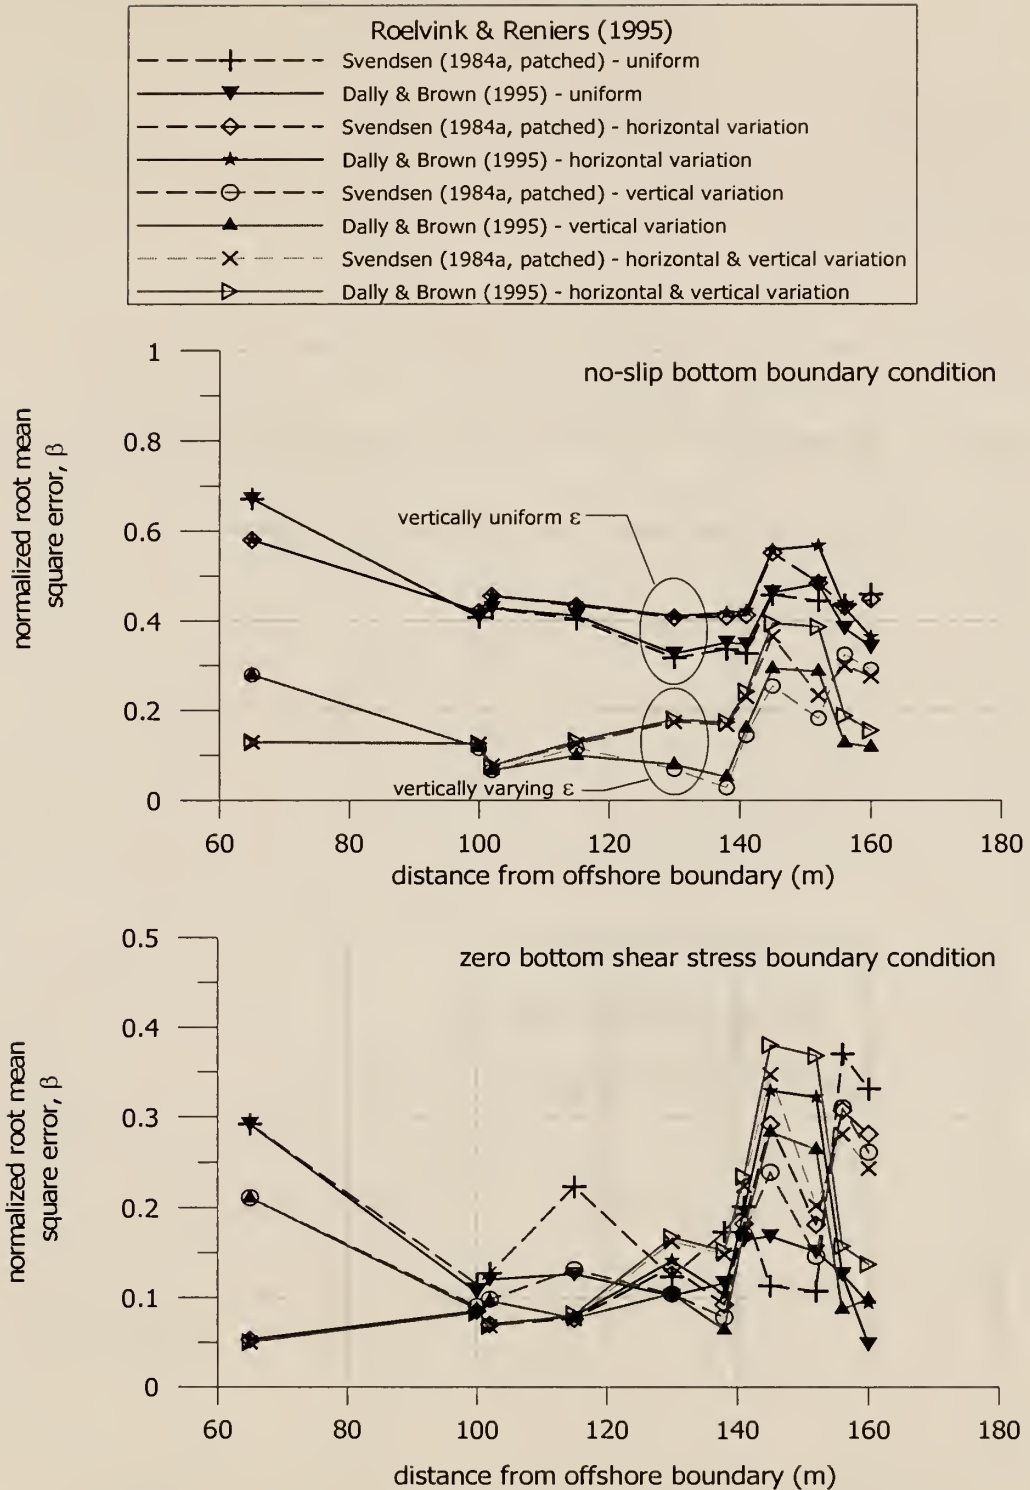 Roelvink & Reniers (1995)
Svendsen (1984a, patched) - uniform
Dally & Brown (1995) - uniform
Svendsen (1984a, patched) - horizontal variation
Dally & Brown (1995) - horizontal variation
Svendsen (1984a, patched) - vertical variation
Dally & Brown (1995) - vertical variation
Svendsen (1984a, patched) - horizontal & vertical variation
Dally & Brown (1995) - horizontal & vertical variation
no-slip bottom boundary condition
normalized root mean
square error, β
1
0.8
0.6
0.4
0.2
0
vertically uniform ε
vertically varying ε
60 80 100 120 140 160 180
distance from offshore boundary (m)
zero bottom shear stress boundary condition
normalized root mean
square error, β
0.5
0.4
0.3
0.2
0.1
0
60 80 100 120 140 160 180
distance from offshore boundary (m)